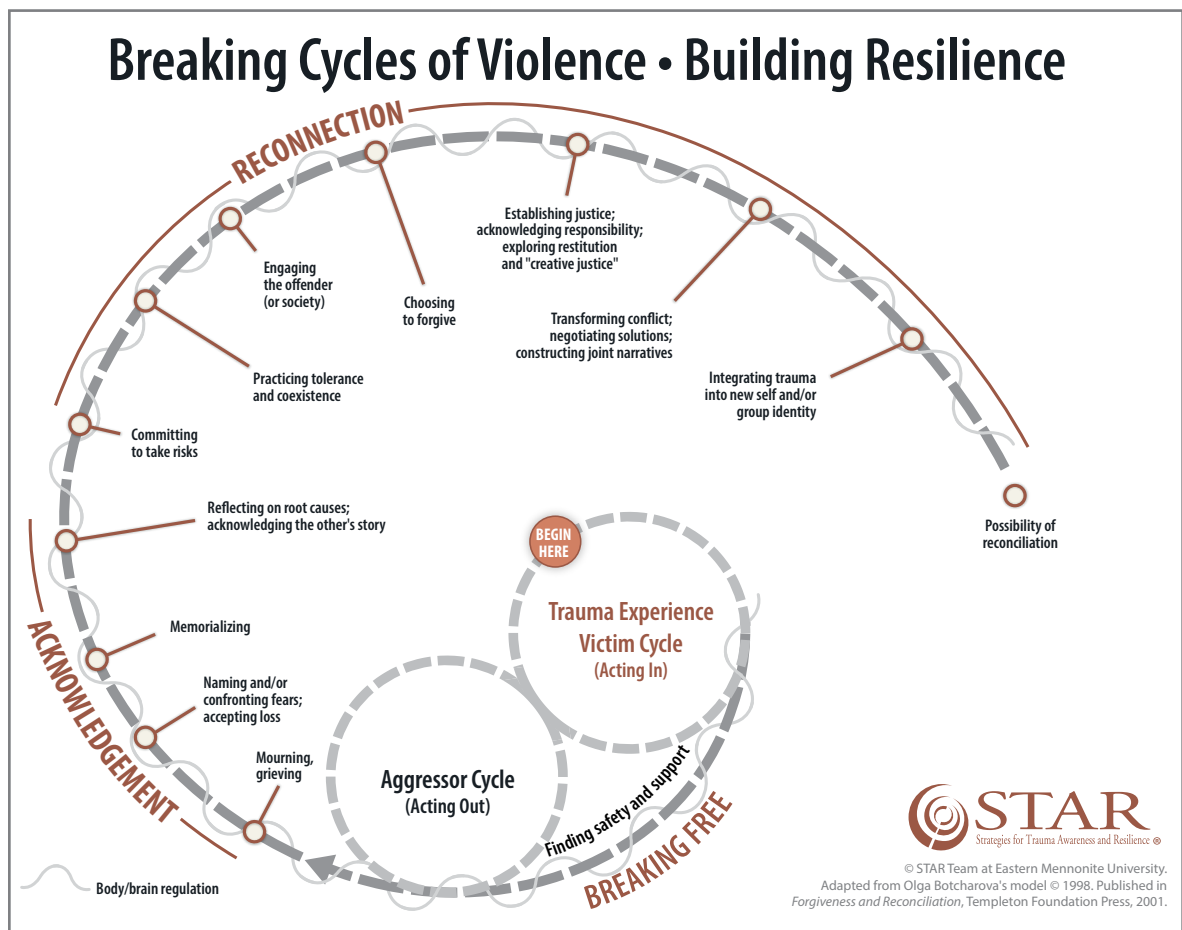 Breaking Cycles of Violence • Building Resilience
RECONNECTION
Establishing justice;
acknowledging responsibility;
exploring restitution
and "creative justice"
Engaging
the offender
(or society)
Choosing
to forgive
Transforming conflict;
negotiating solutions;
constructing joint narratives
Practicing tolerance
and coexistence
Integrating trauma
into new self and/or
group identity
Committing
to take risks
Reflecting on root causes;
acknowledging the other's story
Possibility of
reconciliation
BEGIN
HERE
Trauma Experience
Victim Cycle
(Acting In)
Memorializing
ACKNOWLEDGEMENT
Naming and/or
confronting fears;
accepting loss
Mourning,
grieving
Aggressor Cycle
(Acting Out)
Finding safety and support
BREAKING FREE
Body/brain regulation
STAR
Strategies for Trauma Awareness and Resilience ®
© STAR Team at Eastern Mennonite University.
Adapted from Olga Botcharova's model © 1998. Published in
Forgiveness and Reconciliation, Templeton Foundation Press, 2001.